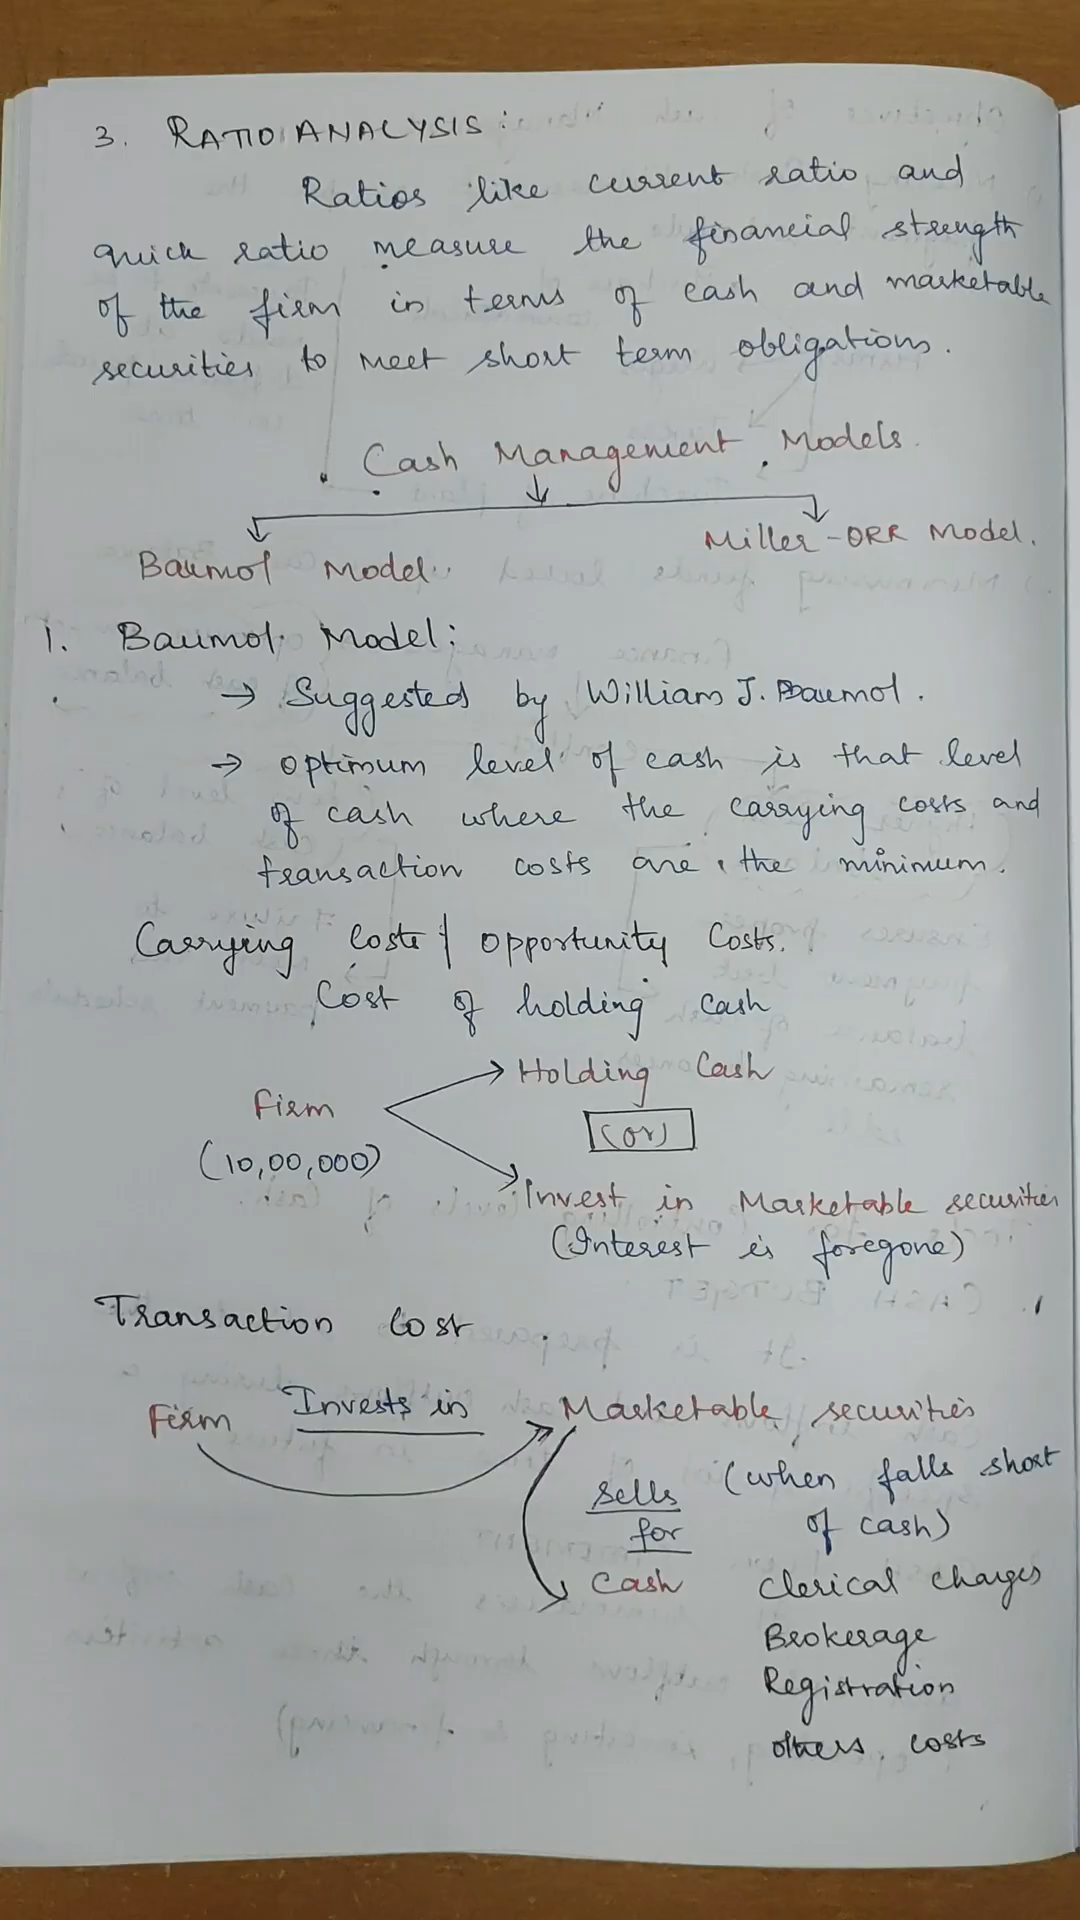 3. RATIO ANALYSIS:
Ratios like current ratio and
quick ratio measure the financial strength
of the firm in terms of cash and marketable
securities to meet short term obligations.
Cash Management Models.
Baumol Model.
Miller-ORR Model.
1. Baumol Model:
→ Suggested by William J. Baumol.
→ Optimum level of cash is that level
of cash where the carrying costs and
transaction costs are the minimum.
Carrying Costs / Opportunity Costs.
Cost of holding Cash
Holding Cash
Firm
(or)
(10,00,000)
Invest in Marketable securities
(Interest is foregone)
Transaction Cost
Firm Invests in Marketable securities
Sells (when falls short
for of cash)
Cash Clerical charges
Brokerage
Registration
others costs